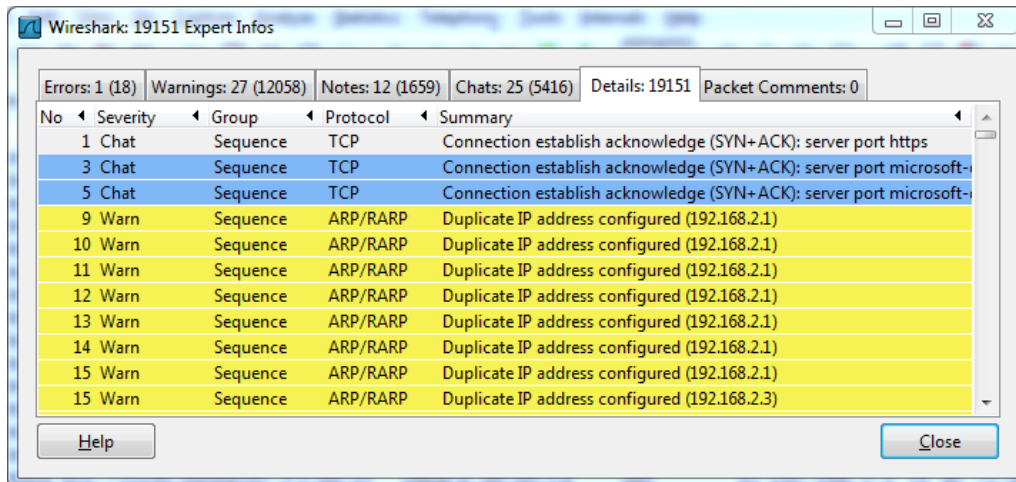 Wireshark: 19151 Expert Infos
Errors: 1 (18) Warnings: 27 (12058) Notes: 12 (1659) Chats: 25 (5416) Details: 19151 Packet Comments: 0
No Severity Group Protocol Summary
1 Chat Sequence TCP Connection establish acknowledge (SYN+ACK): server port https
3 Chat Sequence TCP Connection establish acknowledge (SYN+ACK): server port microsoft-
5 Chat Sequence TCP Connection establish acknowledge (SYN+ACK): server port microsoft-
9 Warn Sequence ARP/RARP Duplicate IP address configured (192.168.2.1)
10 Warn Sequence ARP/RARP Duplicate IP address configured (192.168.2.1)
11 Warn Sequence ARP/RARP Duplicate IP address configured (192.168.2.1)
12 Warn Sequence ARP/RARP Duplicate IP address configured (192.168.2.1)
13 Warn Sequence ARP/RARP Duplicate IP address configured (192.168.2.1)
14 Warn Sequence ARP/RARP Duplicate IP address configured (192.168.2.1)
15 Warn Sequence ARP/RARP Duplicate IP address configured (192.168.2.1)
15 Warn Sequence ARP/RARP Duplicate IP address configured (192.168.2.3)
Help Close